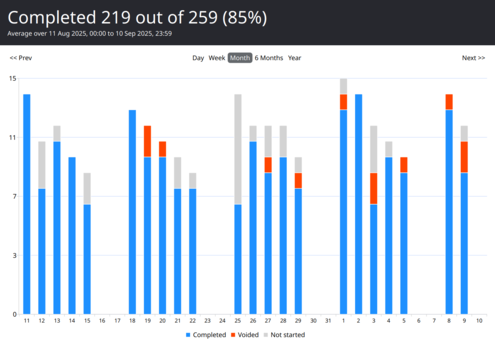 Completed 219 out of 259 (85%)
Average over 11 Aug 2025, 00:00 to 10 Sep 2025, 23:59
<< Prev Day Week Month 6 Months Year Next >>
15
11
7
3
0
11 12 13 14 15 16 17 18 19 20 21 22 23 24 25 26 27 28 29 30 31 1 2 3 4 5 6 7 8 9 10
Completed Voided Not started